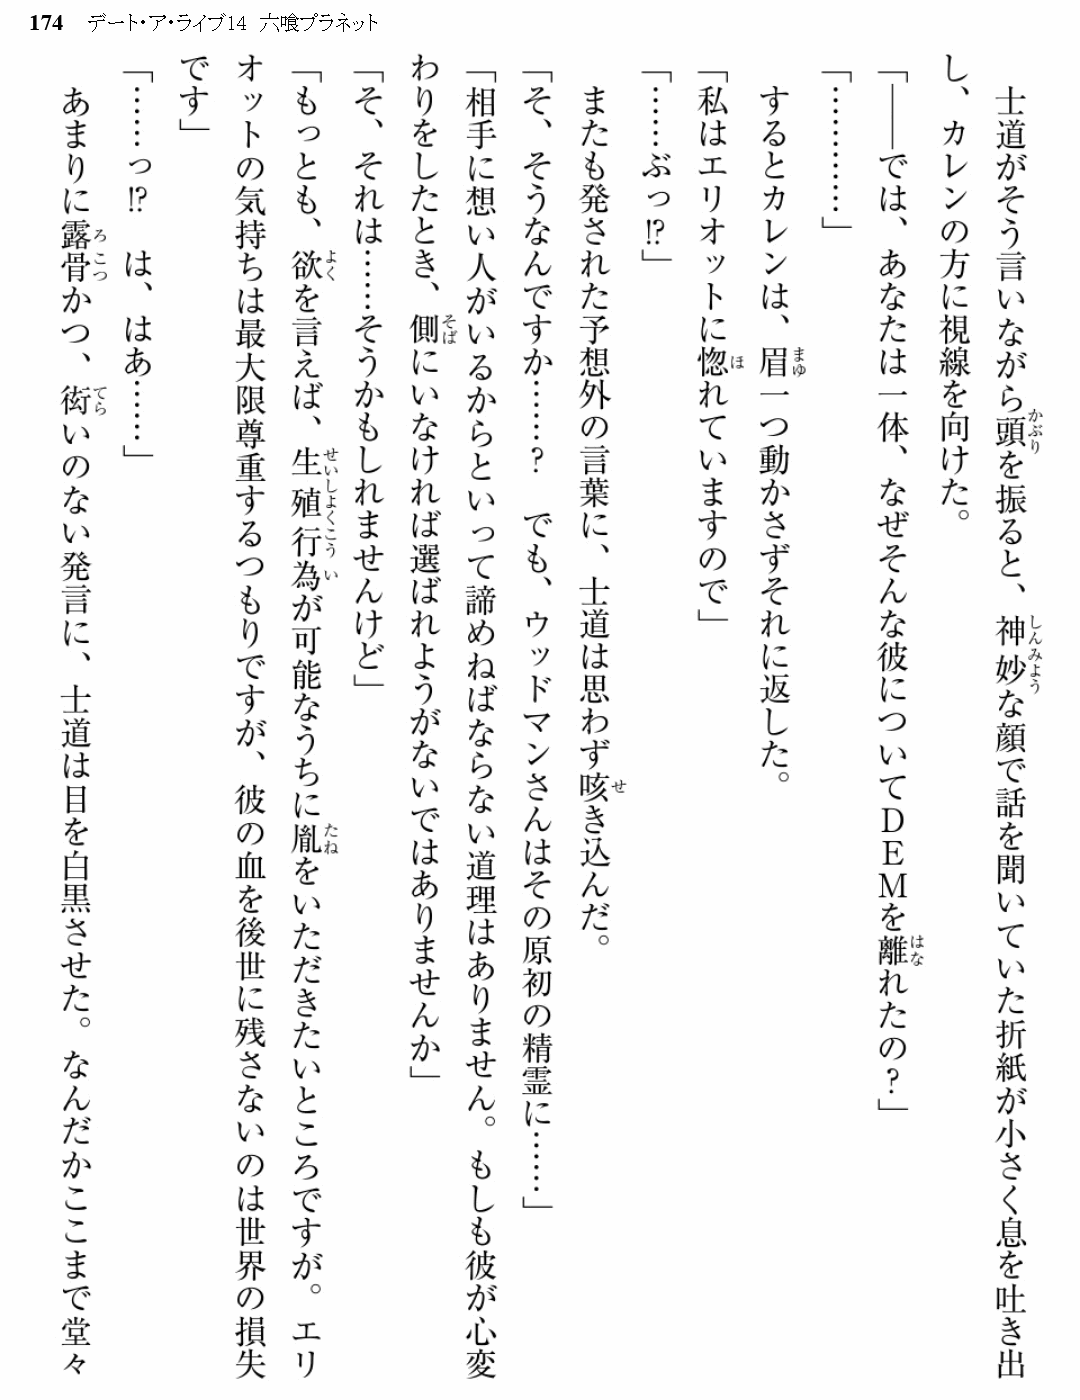 174 デート・ア・ライブ14 六喰プラネット
　士道がそう言いながら頭を振ると、神妙な顔で話を聞いていた折紙が小さく息を吐き出
し、カレンの方に視線を向けた。
「――では、あなたは一体、なぜそんな彼についてＤＥＭを離れたの？」
「…………」
　するとカレンは、眉一つ動かさずそれに返した。
「私はエリオットに惚れていますので」
「……ぶっ!?」
　またも発された予想外の言葉に、士道は思わず咳き込んだ。
「そ、そうなんですか……？　でも、ウッドマンさんはその原初の精霊に……」
「相手に想い人がいるからといって諦めねばならない道理はありません。もしも彼が心変
わりをしたとき、側にいなければ選ばれようがないではありませんか」
「そ、それは……そうかもしれませんけど」
「もっとも、欲を言えば、生殖行為が可能なうちに胤をいただきたいところですが。エリ
オットの気持ちは最大限尊重するつもりですが、彼の血を後世に残さないのは世界の損失
です」
「……っ!?　は、はあ……」
　あまりに露骨かつ、衒いのない発言に、士道は目を白黒させた。なんだかここまで堂々